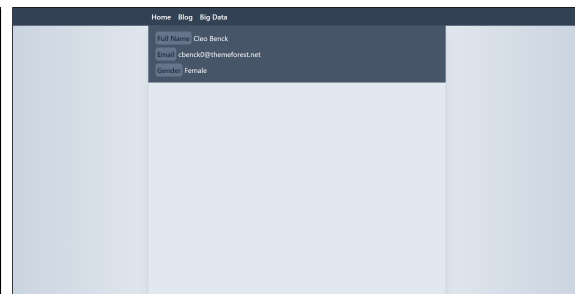 Home Blog Big Data
Full Name Cleo Benck
Email cbenck0@themeforest.net
Gender Female